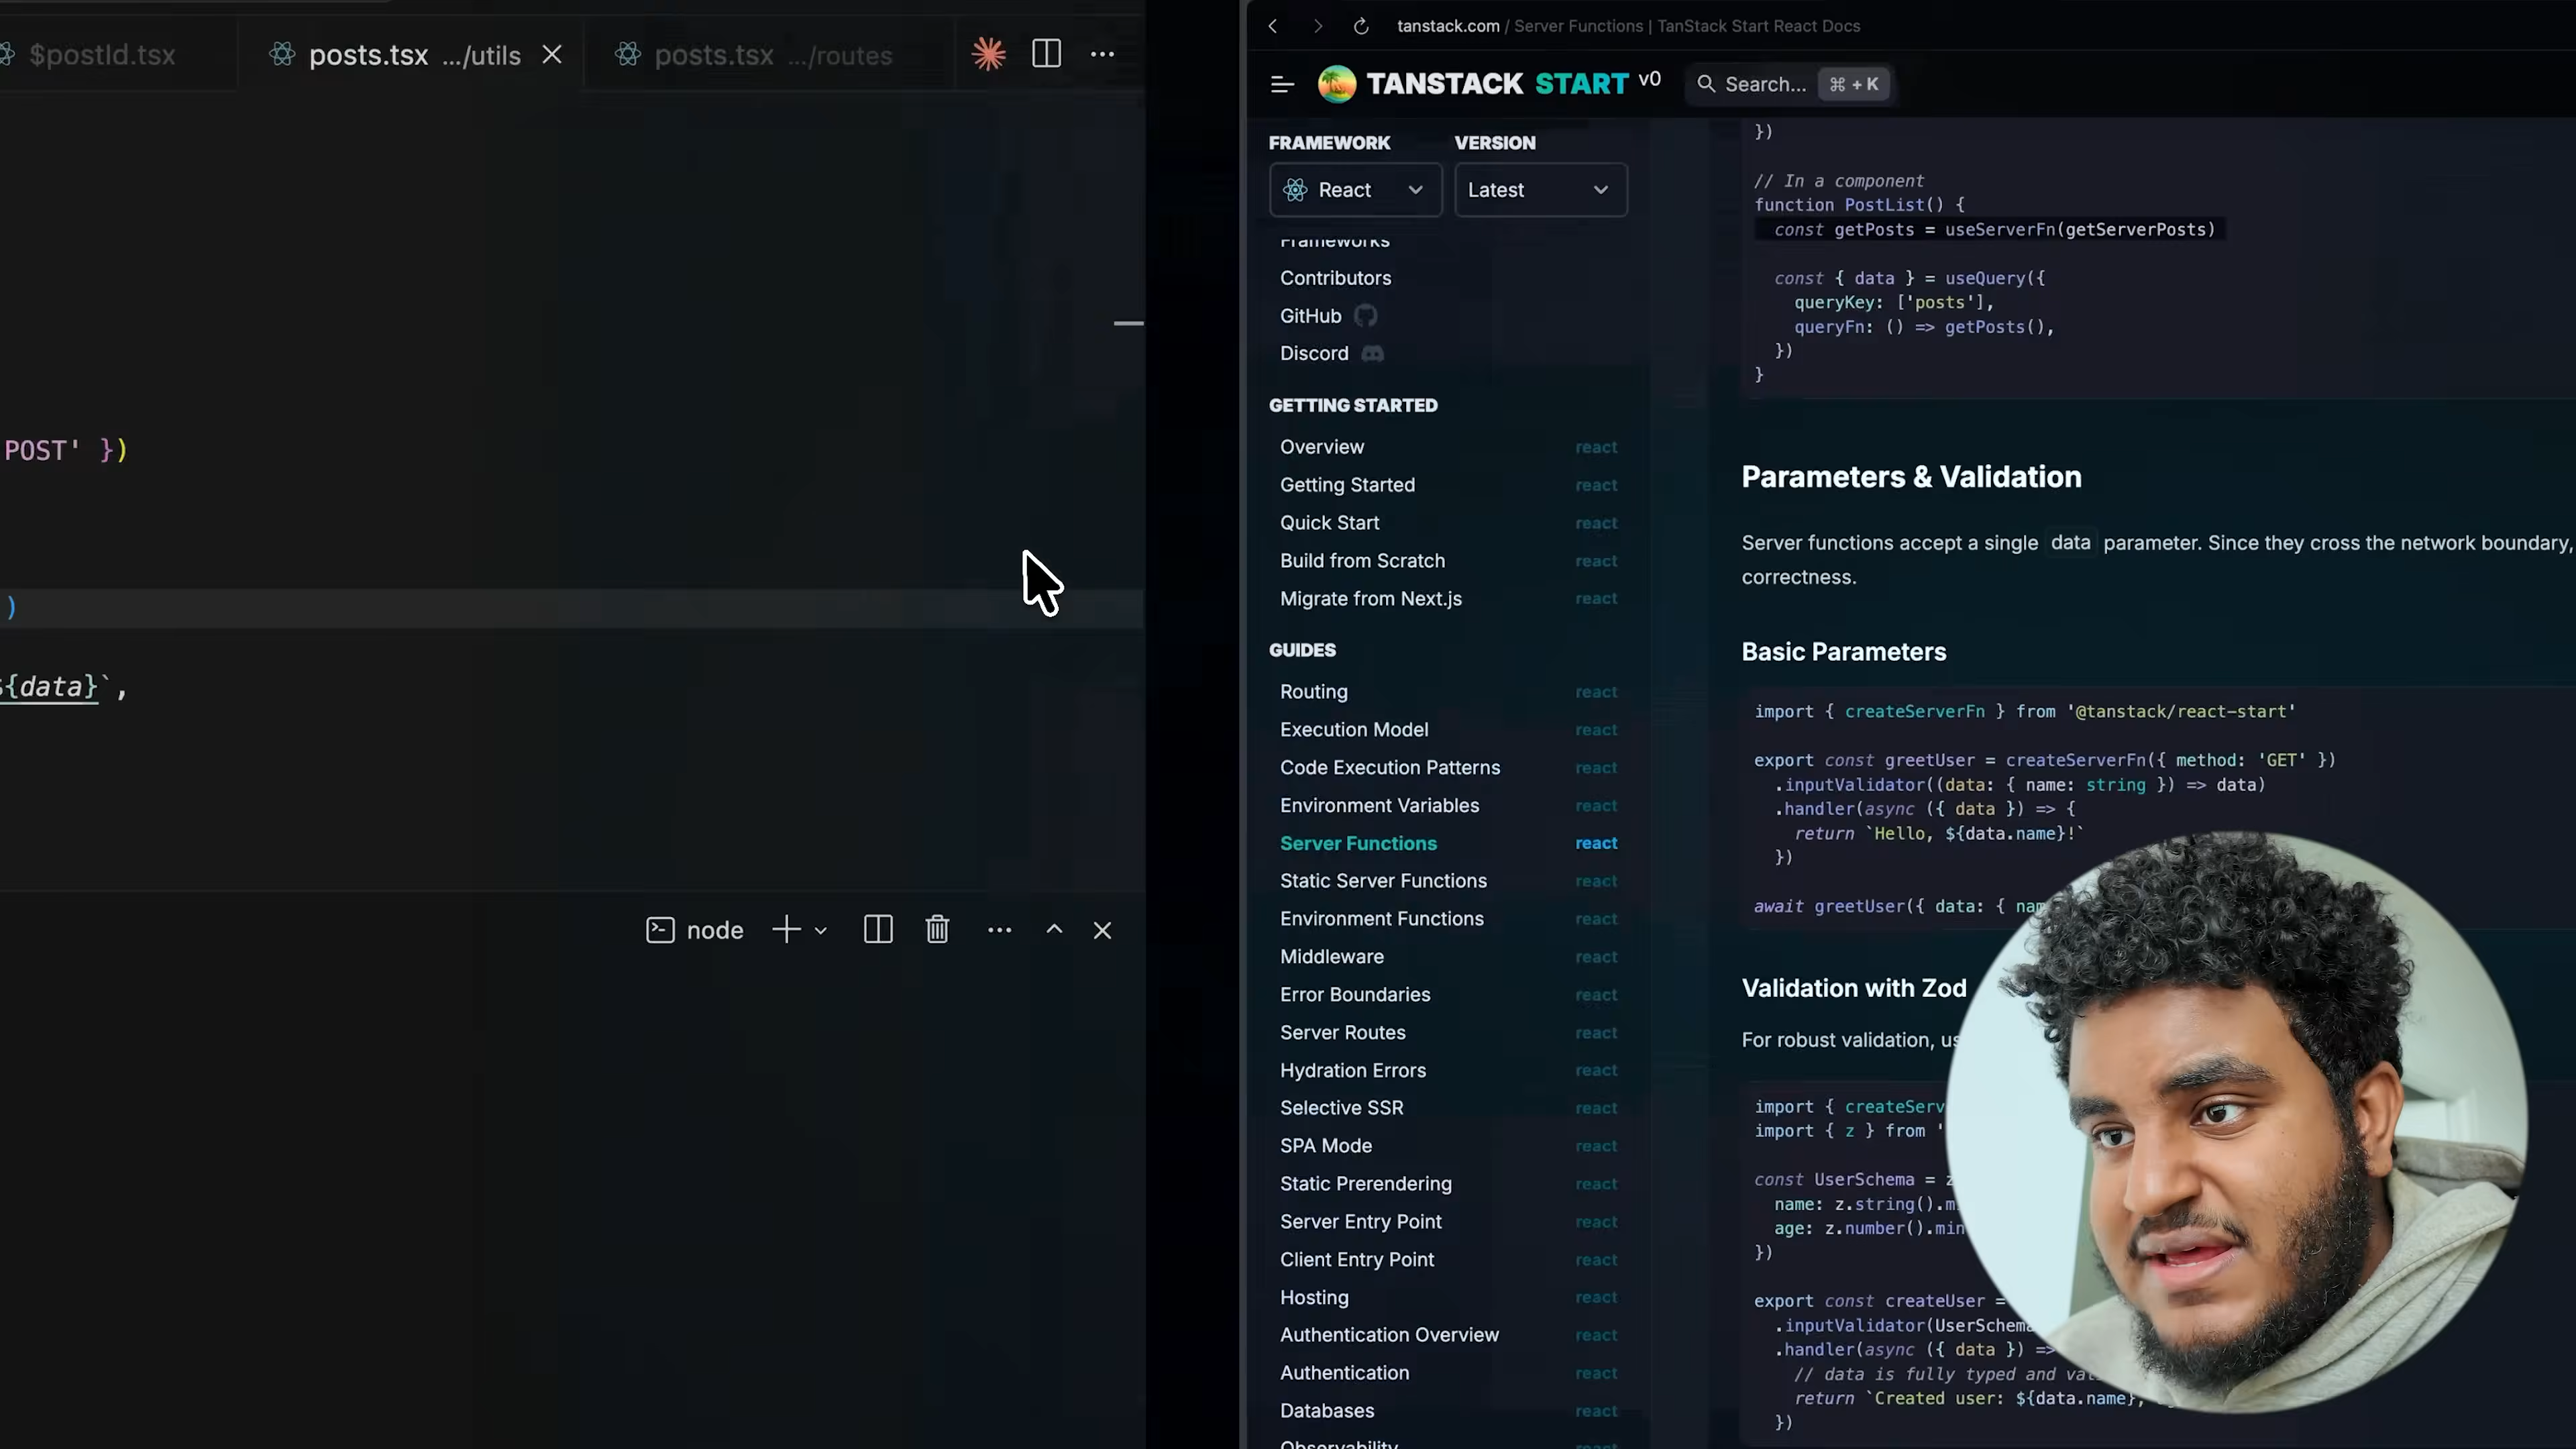 $postId.tsx
posts.tsx .../utils
posts.tsx .../routes
POST' })
)
{data}`,
node
tanstack.com / Server Functions | TanStack Start React Docs
TANSTACK START v0
Search... ⌘ + K
FRAMEWORK
VERSION
React
Latest
Frameworks
Contributors
GitHub
Discord
GETTING STARTED
Overview react
Getting Started react
Quick Start react
Build from Scratch react
Migrate from Next.js react
GUIDES
Routing react
Execution Model react
Code Execution Patterns react
Environment Variables react
Server Functions react
Static Server Functions react
Environment Functions react
Middleware react
Error Boundaries react
Server Routes react
Hydration Errors react
Selective SSR react
SPA Mode react
Static Prerendering react
Server Entry Point react
Client Entry Point react
Hosting react
Authentication Overview react
Authentication react
Databases react
Observability react
})
// In a component
function PostList() {
const getPosts = useServerFn(getServerPosts)
const { data } = useQuery({
queryKey: ['posts'],
queryFn: () => getPosts(),
})
}
Parameters & Validation
Server functions accept a single data parameter. Since they cross the network boundary,
correctness.
Basic Parameters
import { createServerFn } from '@tanstack/react-start'
export const greetUser = createServerFn({ method: 'GET' })
.inputValidator((data: { name: string }) => data)
.handler(async ({ data }) => {
return `Hello, ${data.name}!`
})
await greetUser({ data: {
Validation with Zod
For robust validation,
import { createServ
import { z } from '
const UserSchema =
name: z.string().
age: z.number().min
})
export const createUser =
.inputValidator(UserSchema
.handler(async ({ data }) =>
// data is fully typed and
return `Created user: ${data.name},
})